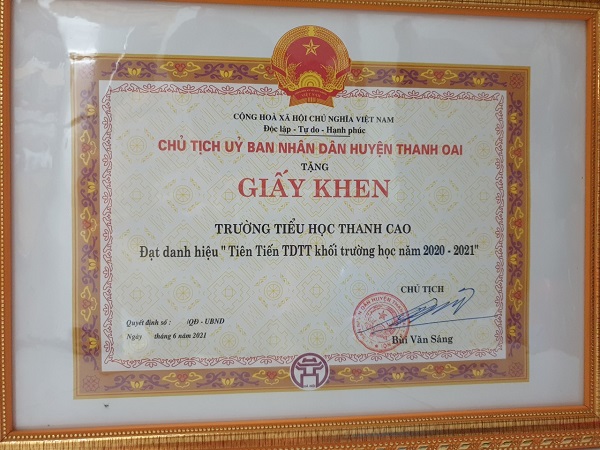 CỘNG HOÀ XÃ HỘI CHỦ NGHĨA VIỆT NAM
Độc lập - Tự do - Hạnh phúc
CHỦ TỊCH UỶ BAN NHÂN DÂN HUYỆN THANH OAI
TẶNG
GIẤY KHEN
TRƯỜNG TIỂU HỌC THANH CAO
Đạt danh hiệu " Tiên Tiến TDTT khối trường học năm 2020 - 2021"
CHỦ TỊCH
Quyết định số : /QĐ - UBND
Ngày tháng 6 năm 2021
Bùi Văn Sáng